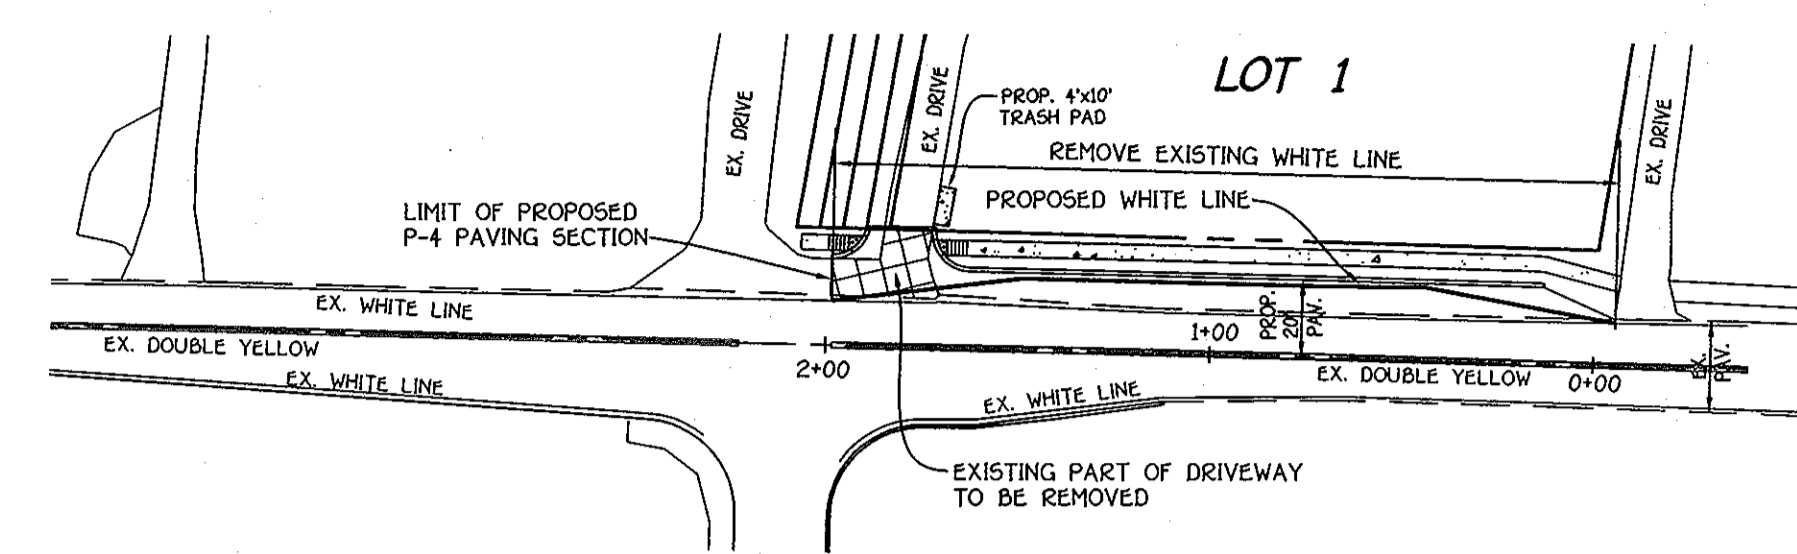 LOT 1
PROP. 4'x10'
TRASH PAD
EX. DRIVE
EX. DRIVE
EX. DRIVE
REMOVE EXISTING WHITE LINE
PROPOSED WHITE LINE
LIMIT OF PROPOSED
P-4 PAVING SECTION
EX. WHITE LINE
EX. DOUBLE YELLOW
EX. WHITE LINE
2+00
1+00
PROP.
20'
PAV.
EX. DOUBLE YELLOW
0+00
EX.
PAV.
EX. WHITE LINE
EXISTING PART OF DRIVEWAY
TO BE REMOVED